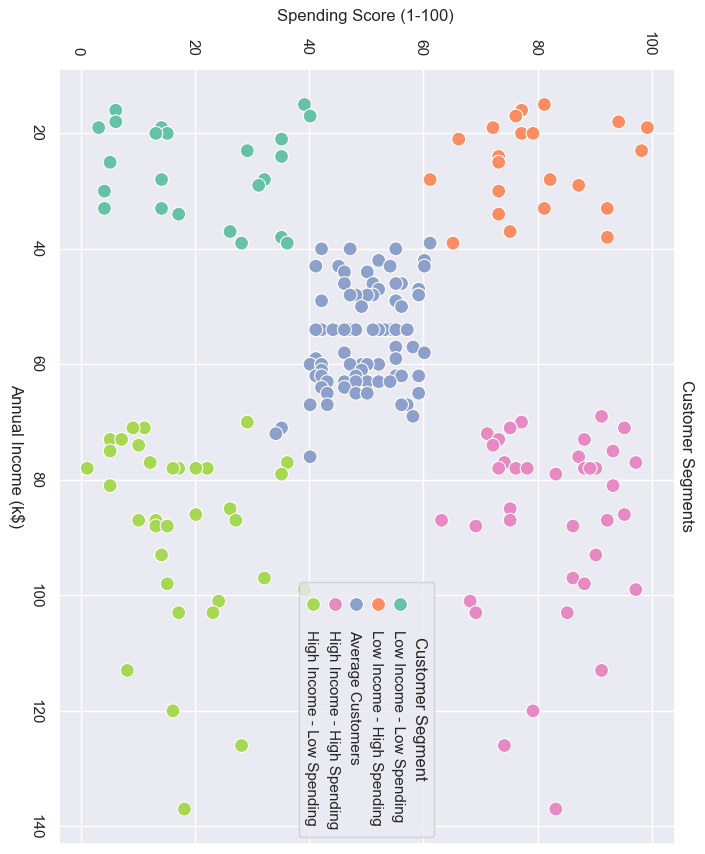 Customer Segments
Spending Score (1-100)
100
80
60
40
20
0
20
40
60
80
100
120
140
Annual Income (k$)
Customer Segment
Low Income - Low Spending
Low Income - High Spending
Average Customers
High Income - High Spending
High Income - Low Spending